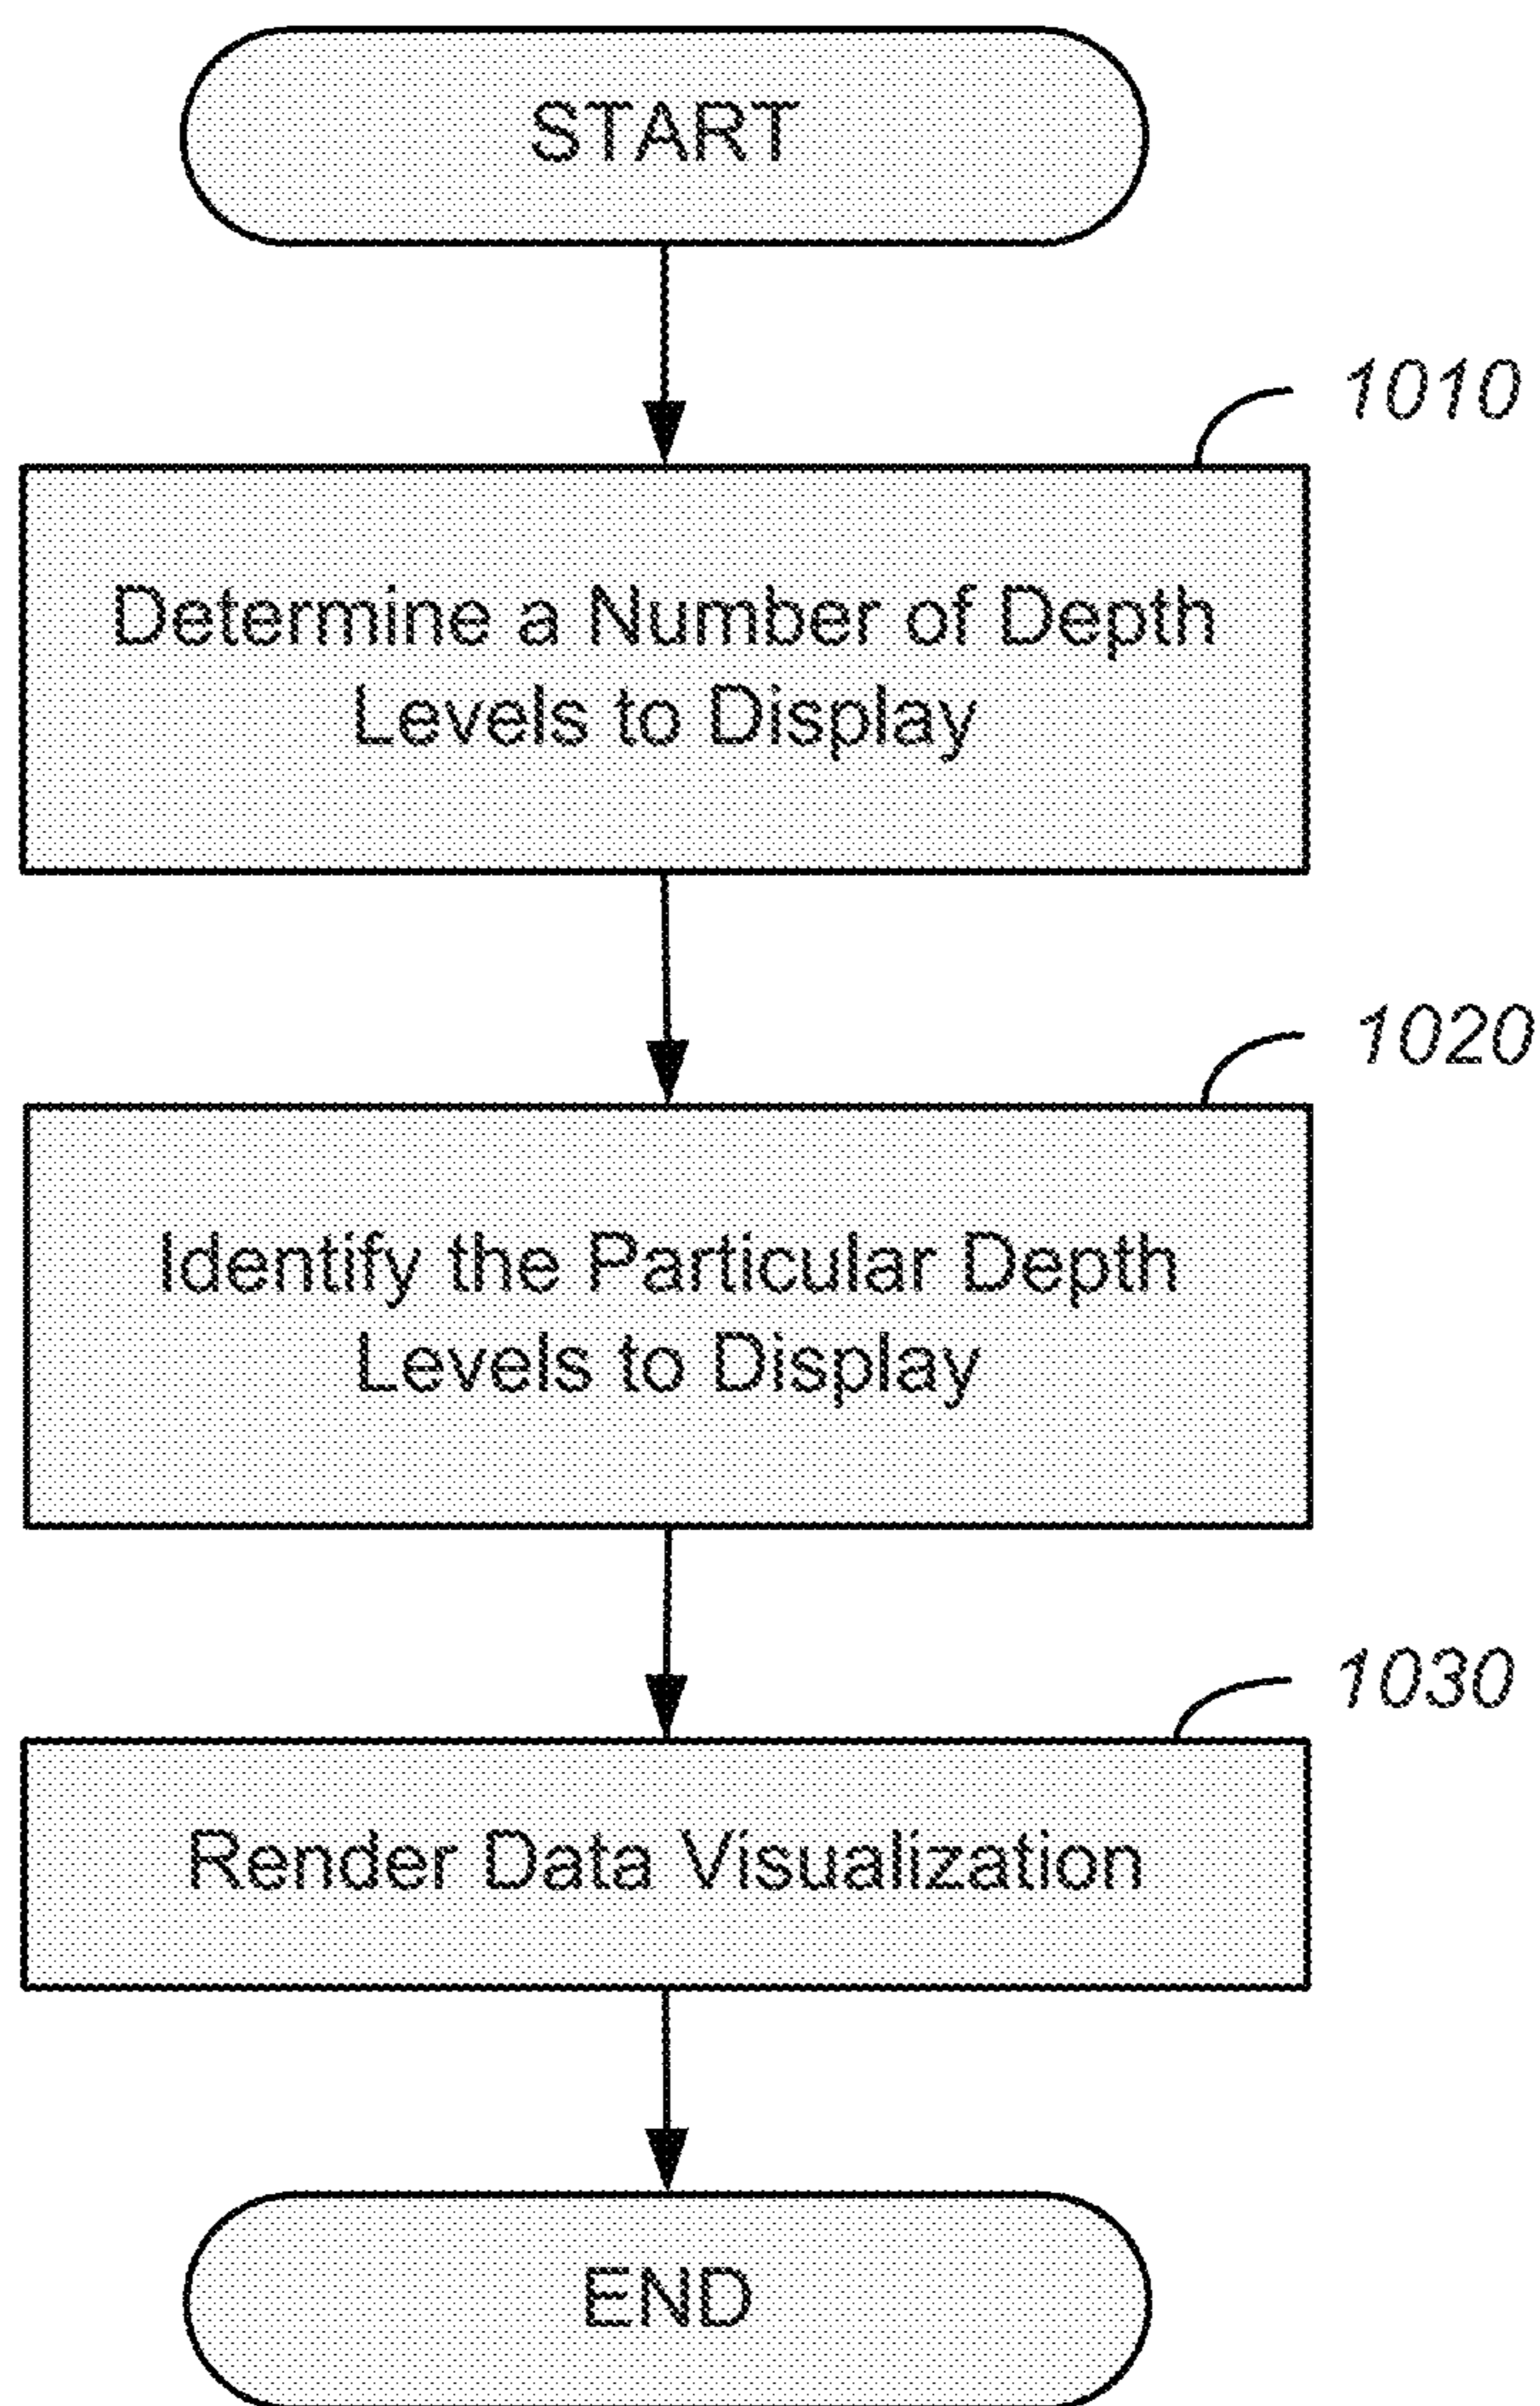 START
1010
Determine a Number of Depth
Levels to Display
1020
Identify the Particular Depth
Levels to Display
1030
Render Data Visualization
END